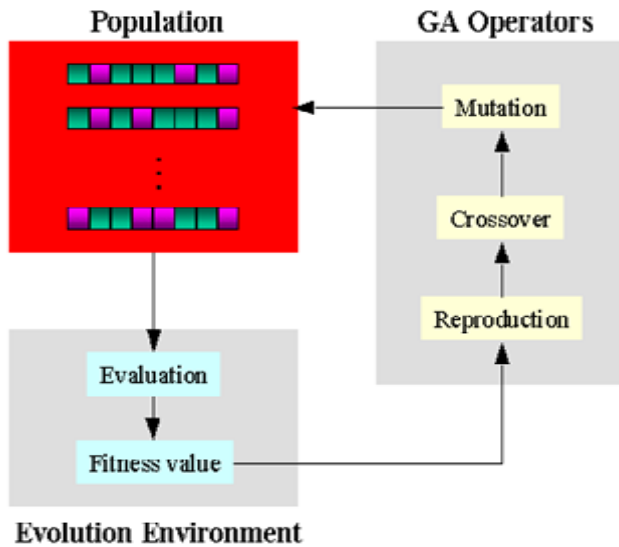 Population
GA Operators
Mutation
Crossover
Reproduction
Evaluation
Fitness value
Evolution Environment